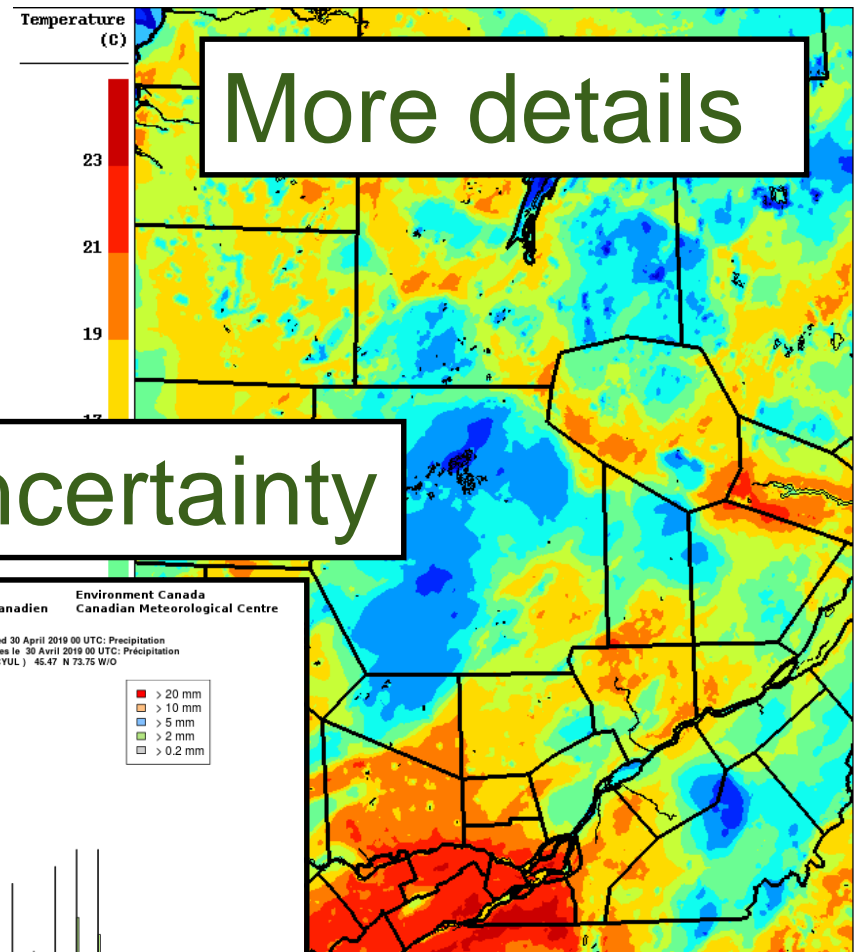 Temperature
(C)
More details
23
21
19
ncertainty
Environment Canada
anadien Canadian Meteorological Centre
ed 30 April 2019 00 UTC: Precipitation
es le 30 Avril 2019 00 UTC: Précipitation
CYUL ) 45.47 N 73.75 W/O
> 20 mm
> 10 mm
> 5 mm
> 2 mm
> 0.2 mm